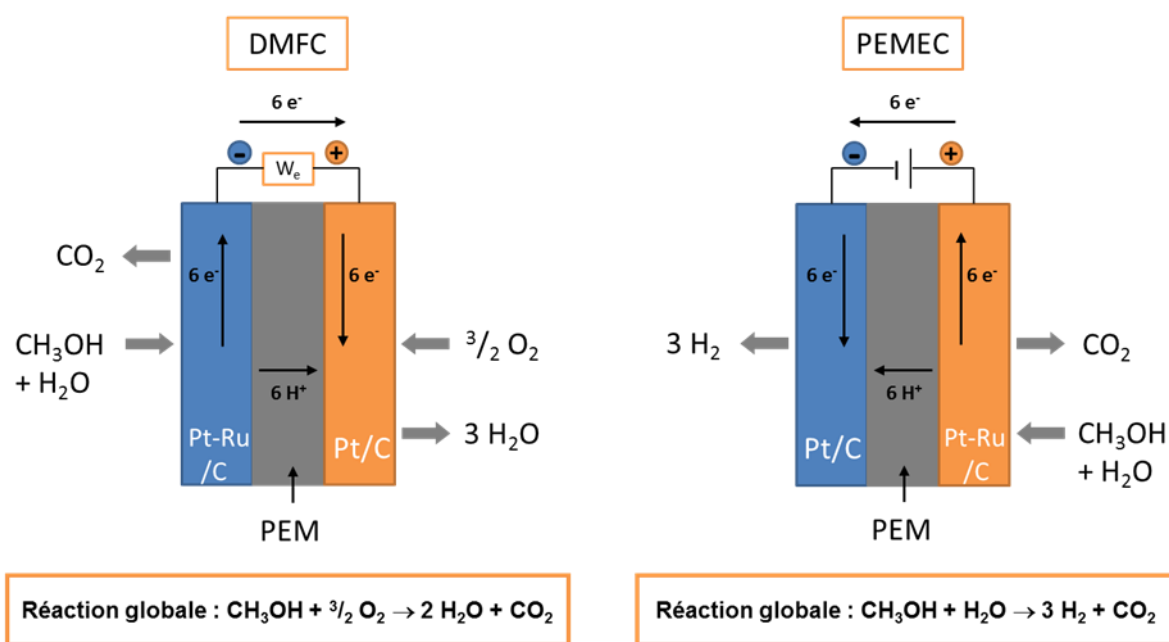 DMFC
6 e⁻
-
+
Wₑ
CO₂
6 e⁻
6 e⁻
CH₃OH
+ H₂O
³/₂ O₂
6 H⁺
3 H₂O
Pt-Ru
/C
Pt/C
PEM
Réaction globale : CH₃OH + ³/₂ O₂ → 2 H₂O + CO₂
PEMEC
6 e⁻
-
+
6 e⁻
6 e⁻
3 H₂
CO₂
6 H⁺
Pt/C
Pt-Ru
/C
CH₃OH
+ H₂O
PEM
Réaction globale : CH₃OH + H₂O → 3 H₂ + CO₂